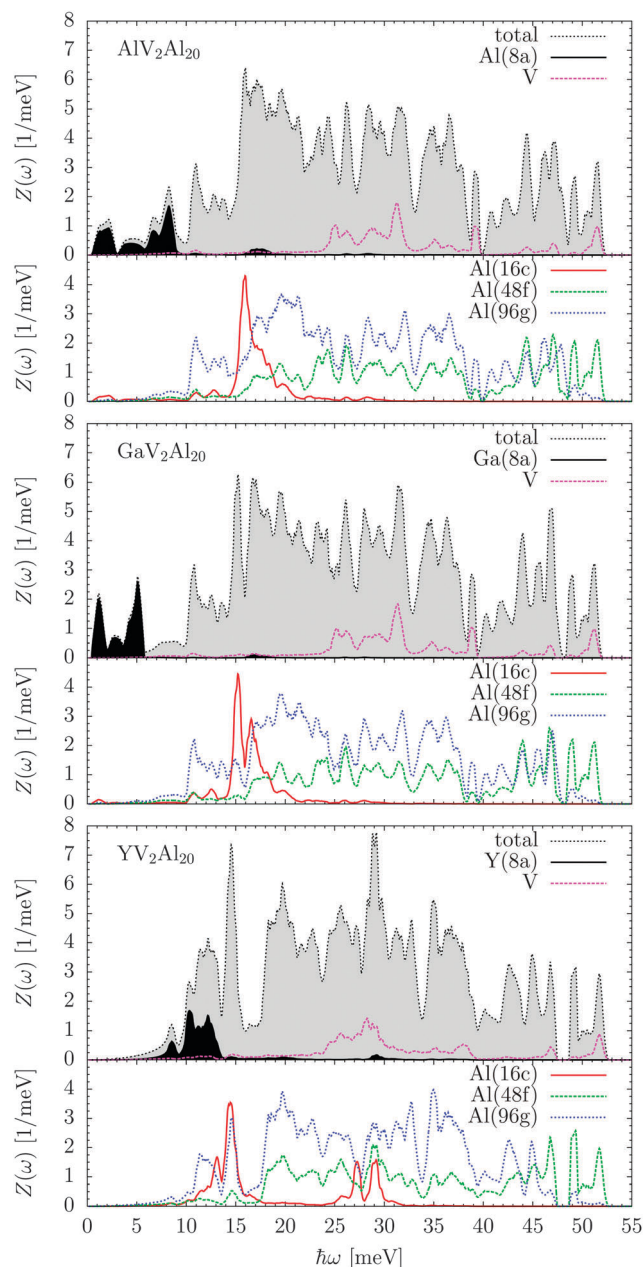 8
total
AlV₂Al₂₀
Al(8a)
7
V
6
5
4
3
2
1
0
Z(ω) [1/meV]
Al(16c)
4
Al(48f)
3
Al(96g)
2
1
0
Z(ω) [1/meV]
8
total
GaV₂Al₂₀
Ga(8a)
7
V
6
5
4
3
2
1
0
Z(ω) [1/meV]
Al(16c)
4
Al(48f)
3
Al(96g)
2
1
0
Z(ω) [1/meV]
8
total
YV₂Al₂₀
Y(8a)
7
V
6
5
4
3
2
1
0
Z(ω) [1/meV]
Al(16c)
4
Al(48f)
3
Al(96g)
2
1
0
Z(ω) [1/meV]
0 5 10 15 20 25 30 35 40 45 50 55
ℏω [meV]